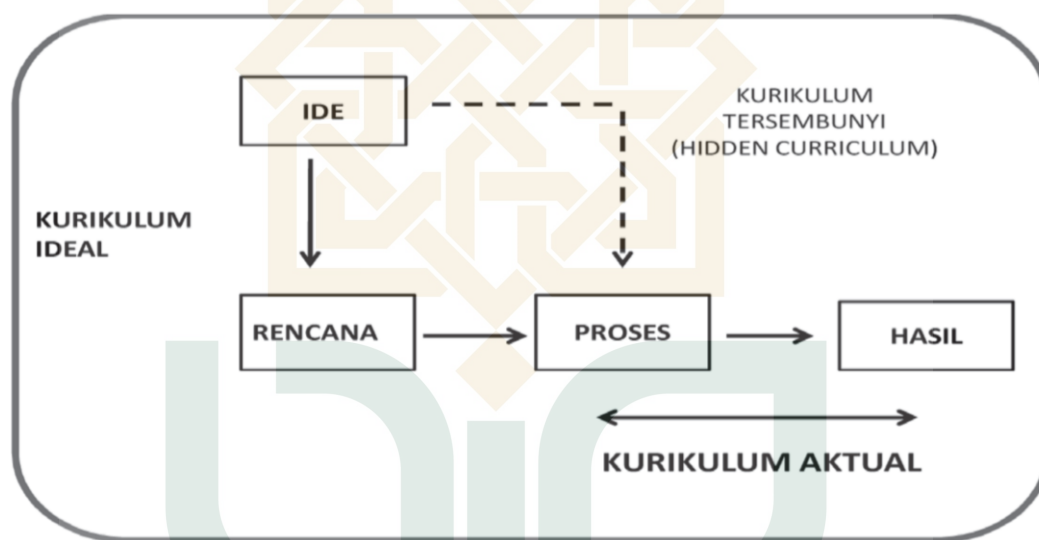 IDE
KURIKULUM
TERSEMBUNYI
(HIDDEN CURRICULUM)
KURIKULUM
IDEAL
RENCANA
PROSES
HASIL
KURIKULUM AKTUAL